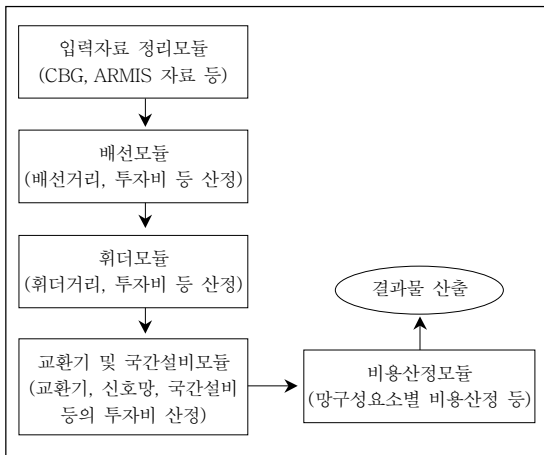 입력자료 정리모듈
(CBG, ARMIS 자료 등)
배선모듈
(배선거리, 투자비 등 산정)
휘더모듈
(휘더거리, 투자비 등 산정)
결과물 산출
교환기 및 국간설비모듈
(교환기, 신호망, 국간설비
등의 투자비 산정)
비용산정모듈
(망구성요소별 비용산정 등)